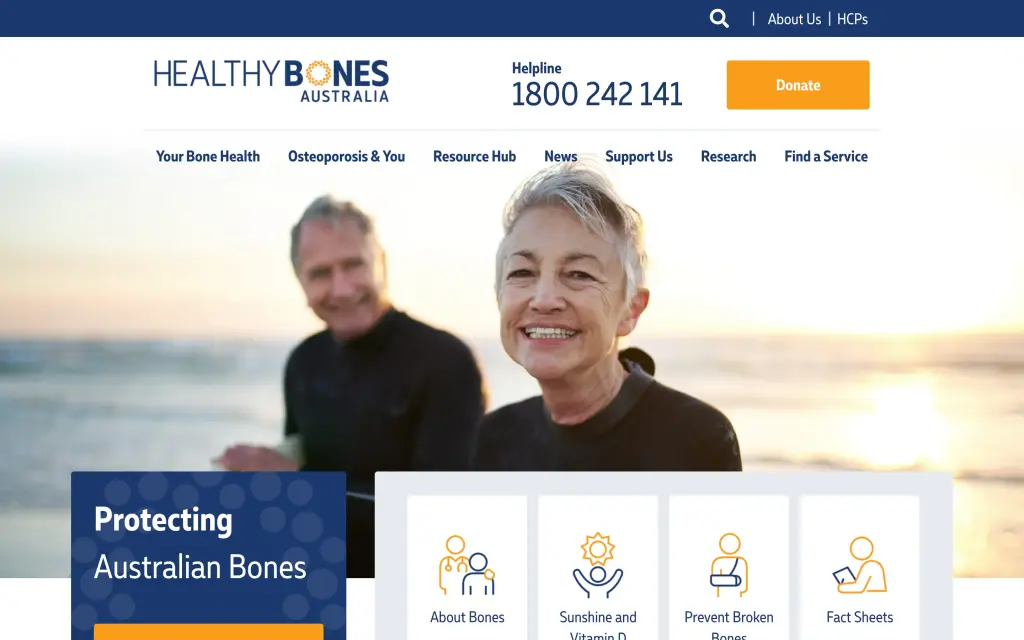 | About Us | HCPs
HEALTHY BONES
AUSTRALIA
Helpline
1800 242 141
Donate
Your Bone Health
Osteoporosis & You
Resource Hub
News
Support Us
Research
Find a Service
Protecting
Australian Bones
About Bones
Sunshine and
Vitamin D
Prevent Broken
Bones
Fact Sheets